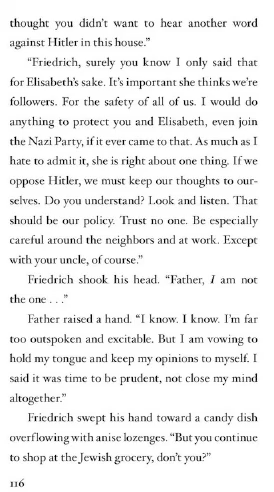 thought you didn't want to hear another word
against Hitler in this house."
"Friedrich, surely you know I only said that
for Elisabeth's sake. It's important she thinks we're
followers. For the safety of all of us. I would do
anything to protect you and Elisabeth, even join
the Nazi Party, if it ever came to that. As much as I
hate to admit it, she is right about one thing. If we
oppose Hitler, we must keep our thoughts to our-
selves. Do you understand? Look and listen. That
should be our policy. Trust no one. Be especially
careful around the neighbors and at work. Except
with your uncle, of course."
Friedrich shook his head. "Father, I am not
the one . . ."
Father raised a hand. "I know. I know. I'm far
too outspoken and excitable. But I am vowing to
hold my tongue and keep my opinions to myself. I
said it was time to be prudent, not close my mind
altogether."
Friedrich swept his hand toward a candy dish
overflowing with anise lozenges. "But you continue
to shop at the Jewish grocery, don't you?"
116